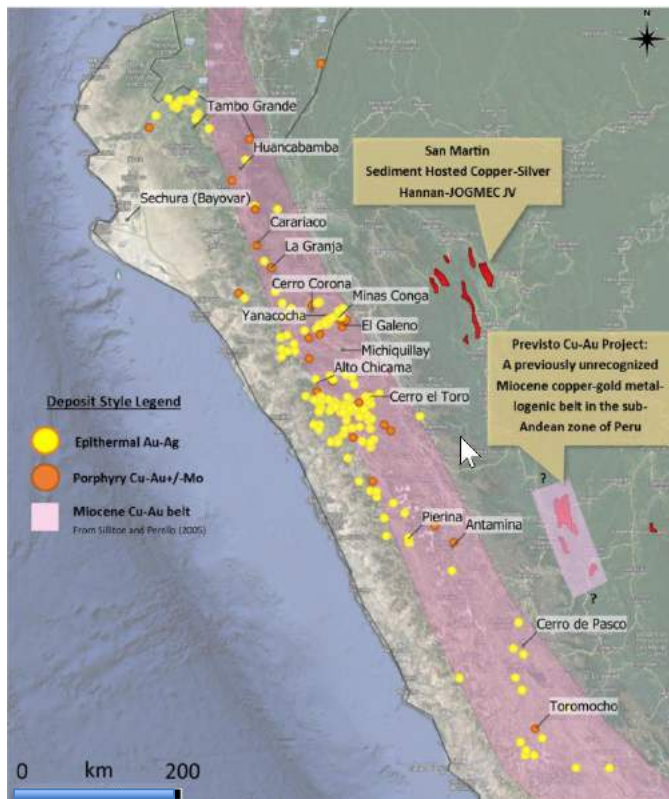 N
Tambo Grande
Huancabamba
San Martin
Sediment Hosted Copper-Silver
Hannan-JOGMEC JV
Sechura (Bayovar)
Carariaco
La Granja
Cerro Corona
Minas Conga
Yanacocha
El Galeno
Michiquillay
Previsto Cu-Au Project:
A previously unrecognized
Miocene copper-gold metal-
logenic belt in the sub-
Andean zone of Peru
Alto Chicama
Cerro el Toro
Deposit Style Legend
Epithermal Au-Ag
Porphyry Cu-Au+/-Mo
Miocene Cu-Au belt
From Sillitoe and Perello (2005)
?
Pierina
Antamina
?
Cerro de Pasco
Toromocho
0 km 200